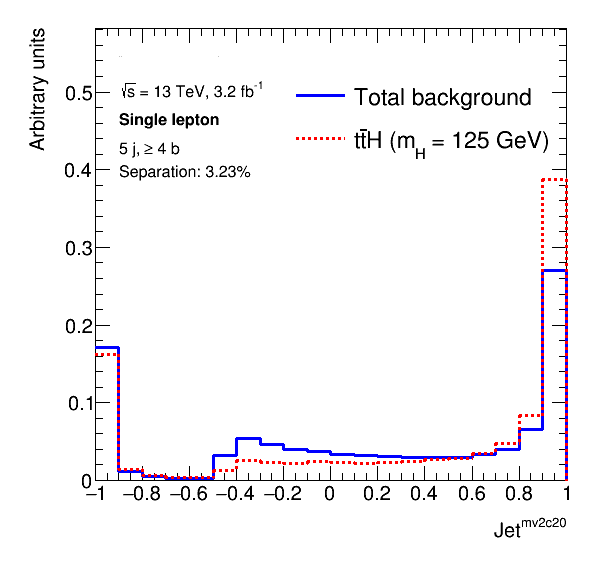 Arbitrary units
√s = 13 TeV, 3.2 fb⁻¹
Single lepton
5 j, ≥ 4 b
Separation: 3.23%
Total background
tt̄H (m_H = 125 GeV)
0.5
0.4
0.3
0.2
0.1
0
−1 −0.8 −0.6 −0.4 −0.2 0 0.2 0.4 0.6 0.8 1
Jet^mv2c20